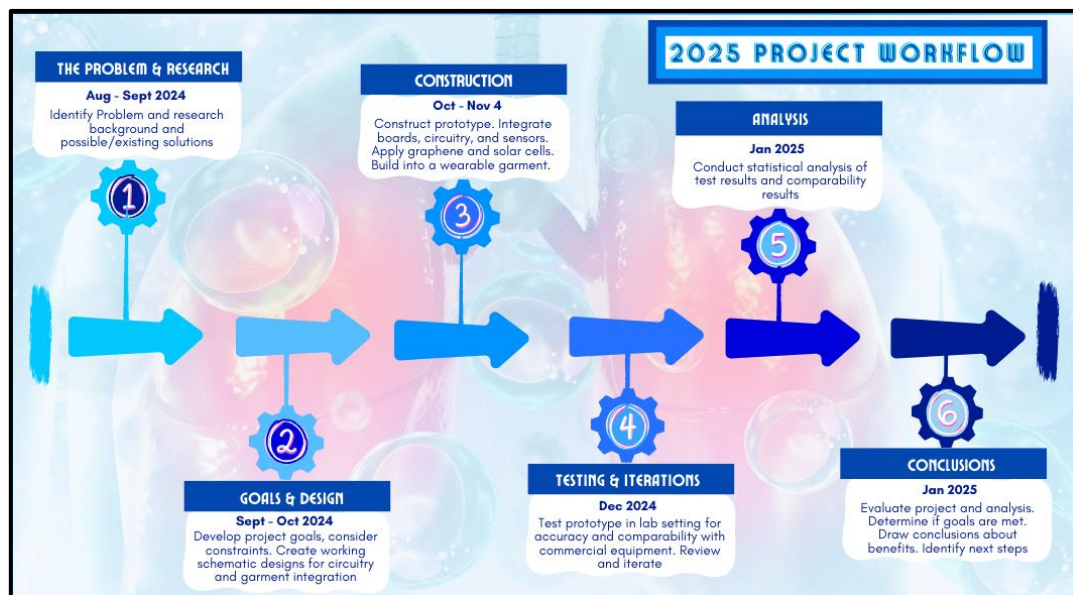 2025 PROJECT WORKFLOW
THE PROBLEM & RESEARCH
Aug - Sept 2024
Identify Problem and research
background and
possible/existing solutions
1
GOALS & DESIGN
Sept - Oct 2024
Develop project goals, consider
constraints. Create working
schematic designs for circuitry
and garment integration
2
CONSTRUCTION
Oct - Nov 4
Construct prototype. Integrate
boards, circuitry, and sensors.
Apply graphene and solar cells.
Build into a wearable garment.
3
TESTING & ITERATIONS
Dec 2024
Test prototype in lab setting for
accuracy and comparability with
commercial equipment. Review
and iterate
4
ANALYSIS
Jan 2025
Conduct statistical analysis of
test results and comparability
results
5
CONCLUSIONS
Jan 2025
Evaluate project and analysis.
Determine if goals are met.
Draw conclusions about
benefits. Identify next steps
6